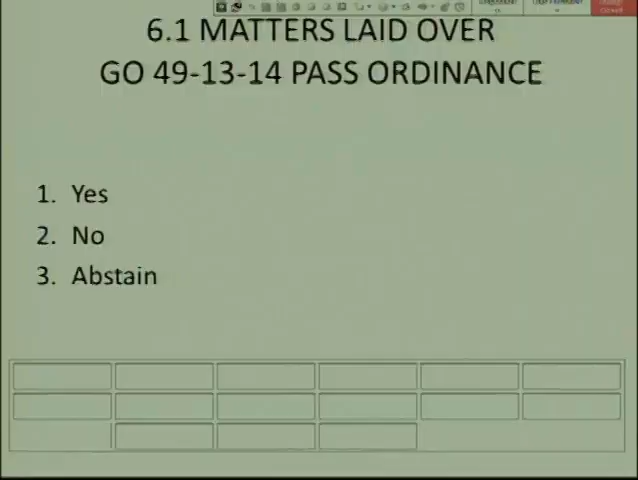 6.1 MATTERS LAID OVER
GO 49-13-14 PASS ORDINANCE
1. Yes
2. No
3. Abstain